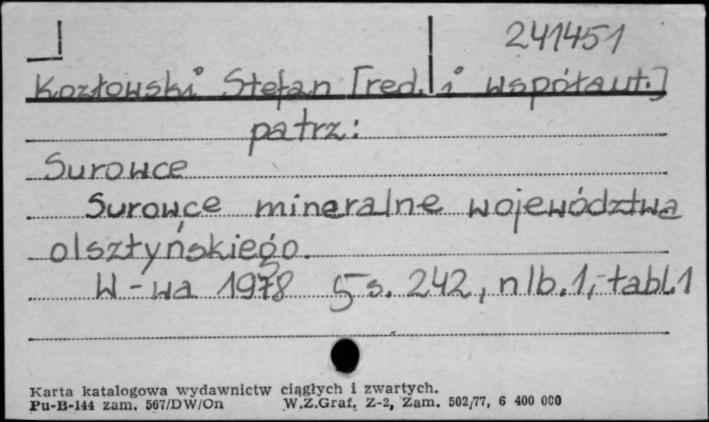 241451
Kozłowski Stefan [red. i współaut.]
patrz:
Surowce
Surowce mineralne województwa
olsztyńskiego.
W-wa 1978 s. 242, nlb. 1, tabl. 1
Karta katalogowa wydawnictw ciągłych i zwartych.
Pu-B-144 zam. 567/DW/On W.Z.Graf. Z-2, Zam. 502/77, 6 400 000